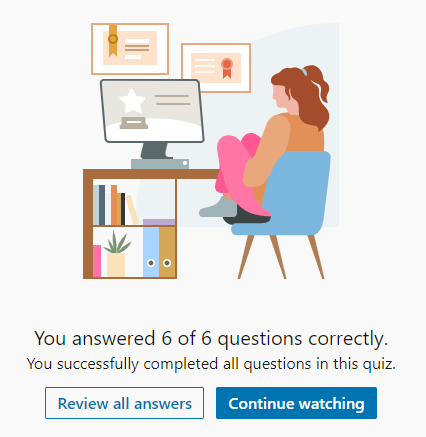 You answered 6 of 6 questions correctly.
You successfully completed all questions in this quiz.
Review all answers
Continue watching